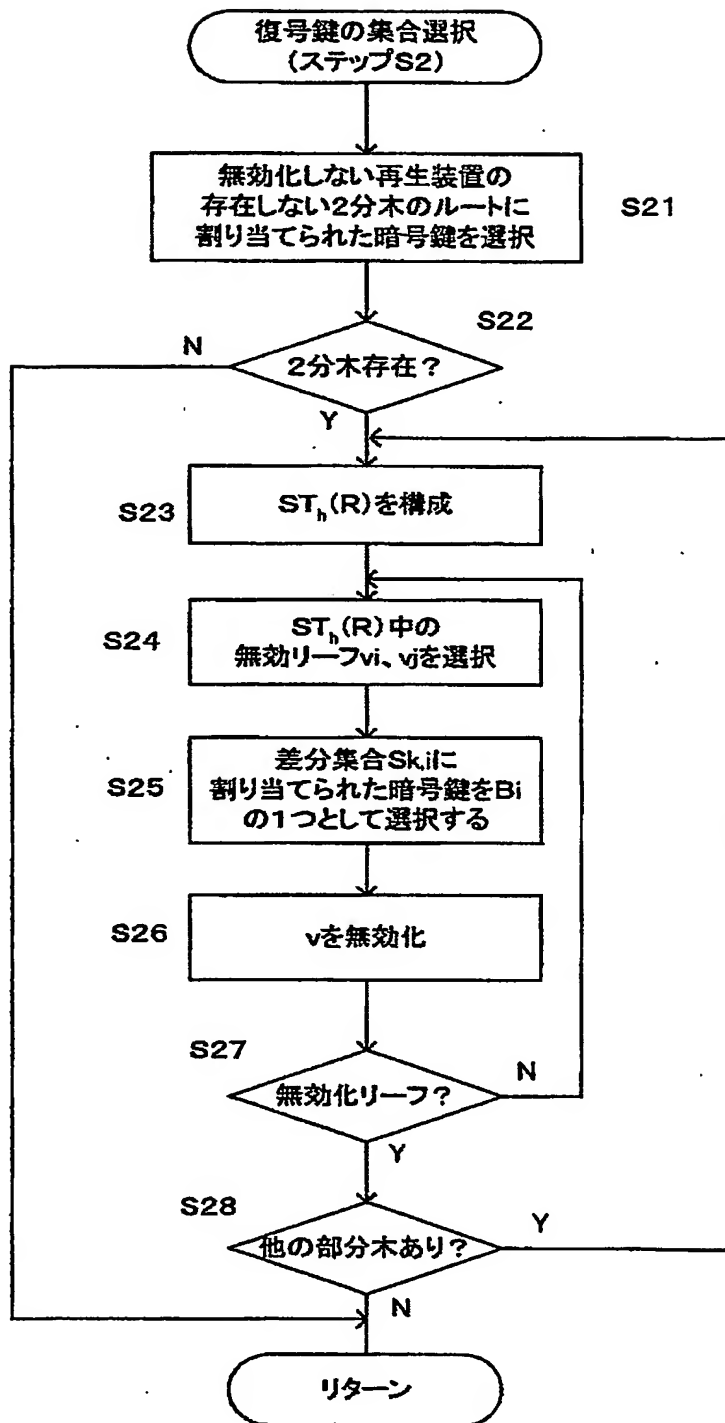 復号鍵の集合選択
(ステップS2)
無効化しない再生装置の
存在しない2分木のルートに
割り当てられた暗号鍵を選択
S21
S22
N
2分木存在?
Y
S23
STh(R)を構成
S24
STh(R)中の
無効リーフvi、vjを選択
S25
差分集合Sk,iに
割り当てられた暗号鍵をBi
の1つとして選択する
S26
vを無効化
S27
無効化リーフ?
N
Y
S28
他の部分木あり?
Y
N
リターン